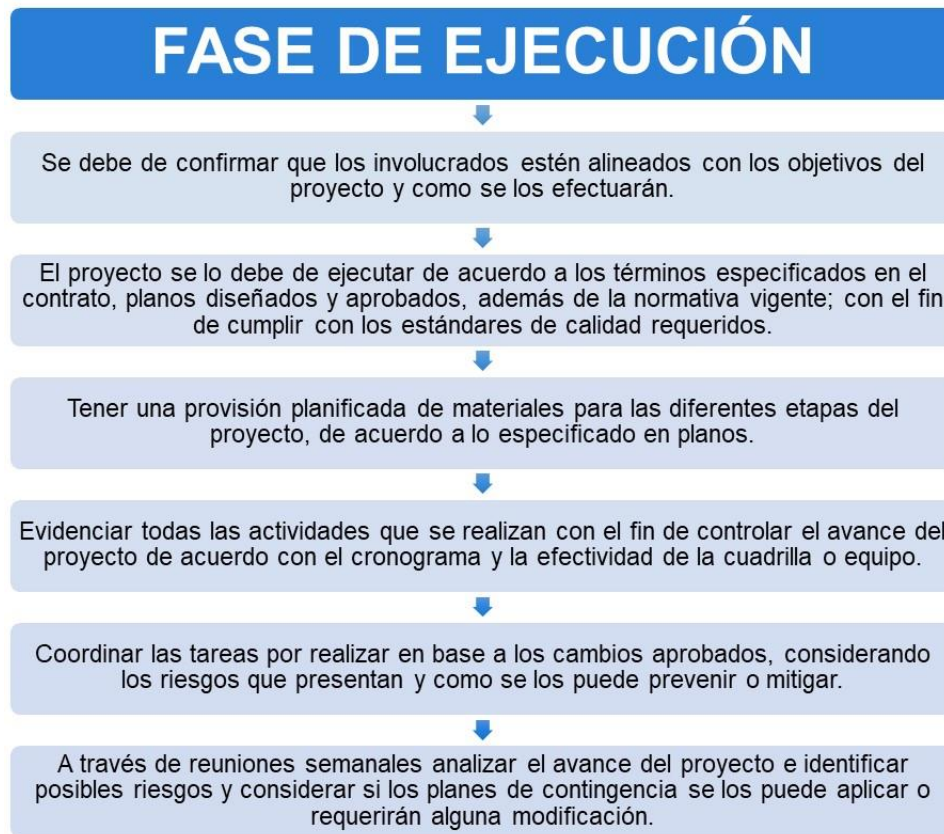 FASE DE EJECUCIÓN
Se debe de confirmar que los involucrados estén alineados con los objetivos del
proyecto y como se los efectuarán.
El proyecto se lo debe de ejecutar de acuerdo a los términos especificados en el
contrato, planos diseñados y aprobados, además de la normativa vigente; con el fin
de cumplir con los estándares de calidad requeridos.
Tener una provisión planificada de materiales para las diferentes etapas del
proyecto, de acuerdo a lo especificado en planos.
Evidenciar todas las actividades que se realizan con el fin de controlar el avance del
proyecto de acuerdo con el cronograma y la efectividad de la cuadrilla o equipo.
Coordinar las tareas por realizar en base a los cambios aprobados, considerando
los riesgos que presentan y como se los puede prevenir o mitigar.
A través de reuniones semanales analizar el avance del proyecto e identificar
posibles riesgos y considerar si los planes de contingencia se los puede aplicar o
requerirán alguna modificación.